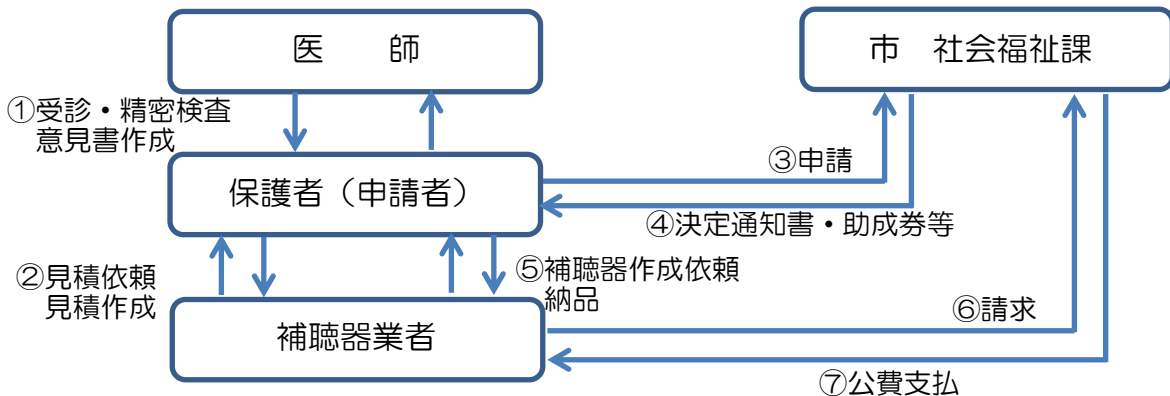 医　　師
市　社会福祉課
①受診・精密検査
意見書作成
③申請
保護者（申請者）
④決定通知書・助成券等
②見積依頼
見積作成
⑤補聴器作成依頼
納品
補聴器業者
⑥請求
⑦公費支払